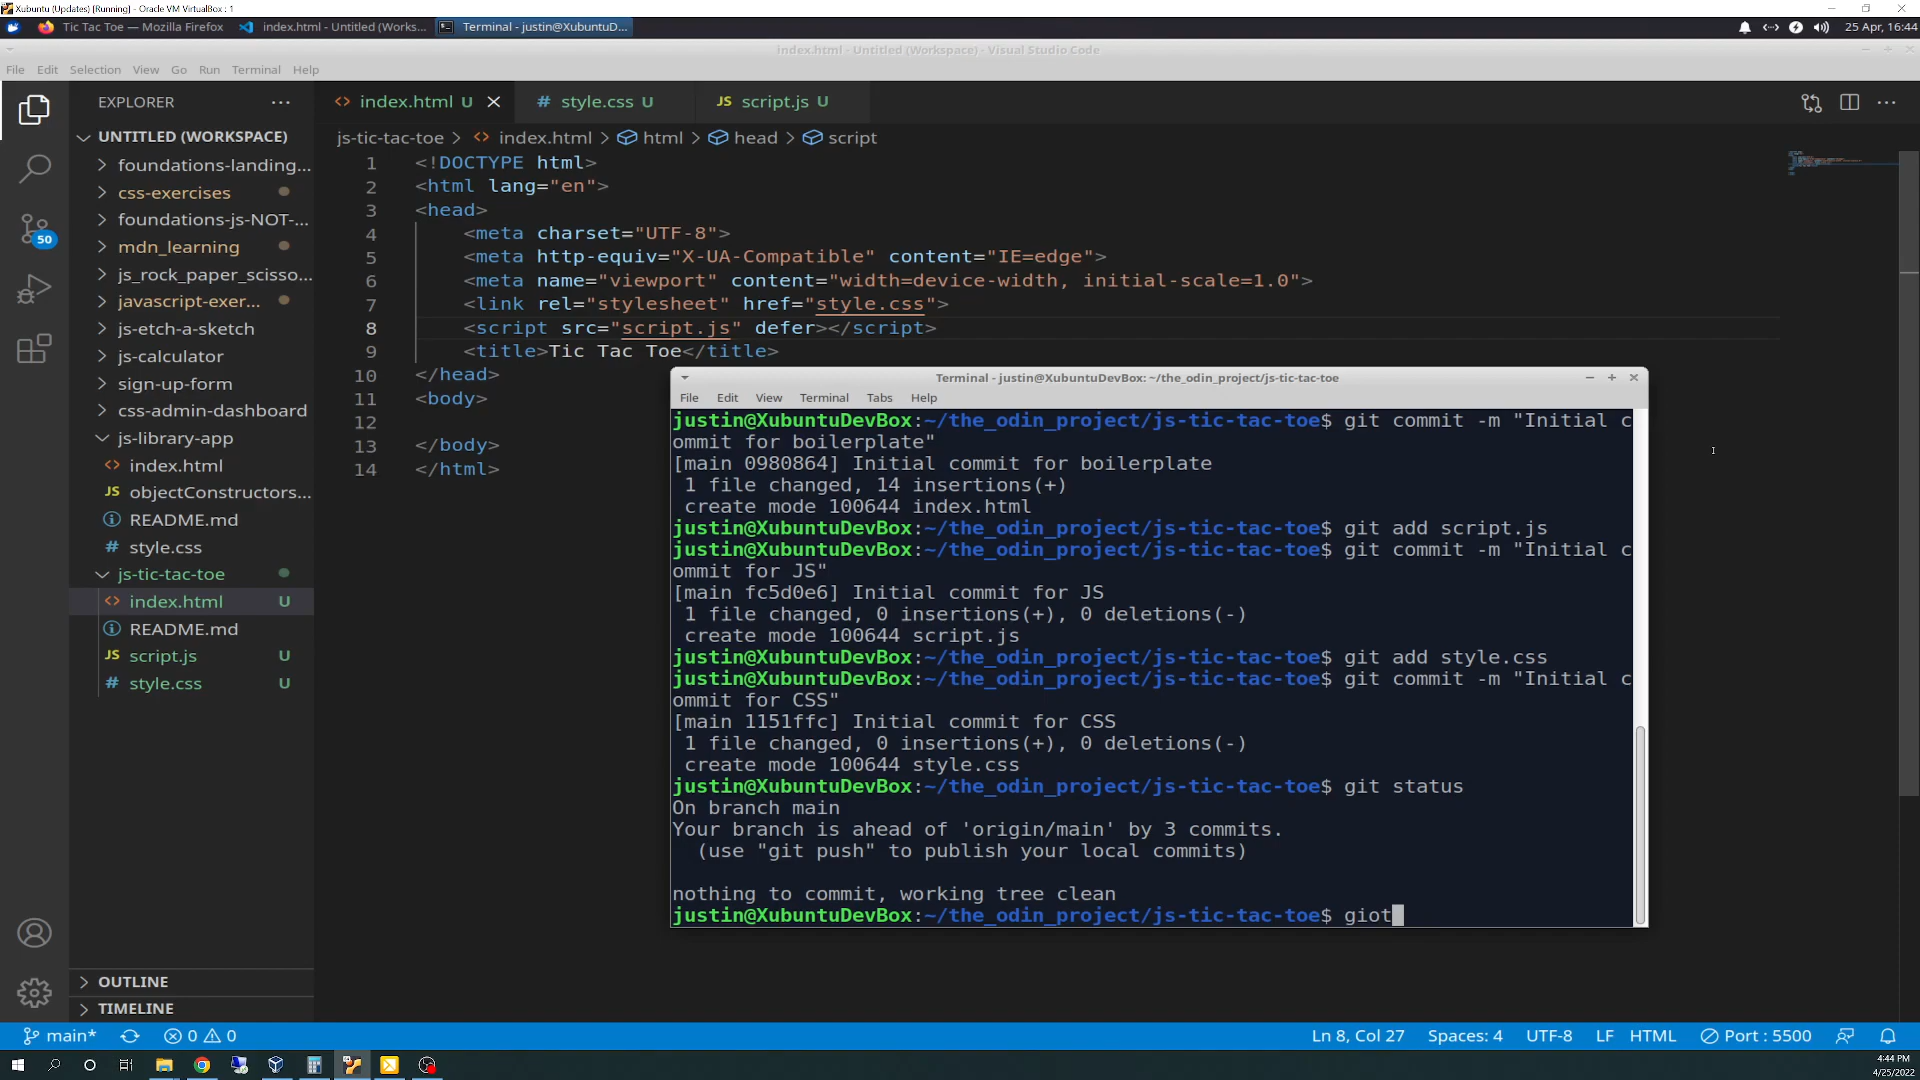 Xubuntu (Updates) [Running] - Oracle VM VirtualBox : 1
Tic Tac Toe — Mozilla Firefox
index.html - Untitled (Works...
Terminal - justin@XubuntuD...
25 Apr, 16:44
index.html - Untitled (Workspace) - Visual Studio Code
File Edit Selection View Go Run Terminal Help
EXPLORER ...
UNTITLED (WORKSPACE)
foundations-landing...
css-exercises
foundations-js-NOT-...
mdn_learning
js_rock_paper_scisso...
javascript-exer...
js-etch-a-sketch
js-calculator
sign-up-form
css-admin-dashboard
js-library-app
<> index.html
JS objectConstructors...
README.md
# style.css
js-tic-tac-toe
<> index.html U
README.md
JS script.js U
# style.css U
OUTLINE
TIMELINE
50
<> index.html U
# style.css U
JS script.js U
js-tic-tac-toe > <> index.html > html > head > script
1 <!DOCTYPE html>
2 <html lang="en">
3 <head>
4 <meta charset="UTF-8">
5 <meta http-equiv="X-UA-Compatible" content="IE=edge">
6 <meta name="viewport" content="width=device-width, initial-scale=1.0">
7 <link rel="stylesheet" href="style.css">
8 <script src="script.js" defer></script>
9 <title>Tic Tac Toe</title>
10 </head>
11 <body>
12
13 </body>
14 </html>
Terminal - justin@XubuntuDevBox: ~/the_odin_project/js-tic-tac-toe
File Edit View Terminal Tabs Help
justin@XubuntuDevBox:~/the_odin_project/js-tic-tac-toe$ git commit -m "Initial c
ommit for boilerplate"
[main 0980864] Initial commit for boilerplate
1 file changed, 14 insertions(+)
create mode 100644 index.html
justin@XubuntuDevBox:~/the_odin_project/js-tic-tac-toe$ git add script.js
justin@XubuntuDevBox:~/the_odin_project/js-tic-tac-toe$ git commit -m "Initial c
ommit for JS"
[main fc5d0e6] Initial commit for JS
1 file changed, 0 insertions(+), 0 deletions(-)
create mode 100644 script.js
justin@XubuntuDevBox:~/the_odin_project/js-tic-tac-toe$ git add style.css
justin@XubuntuDevBox:~/the_odin_project/js-tic-tac-toe$ git commit -m "Initial c
ommit for CSS"
[main 1151ffc] Initial commit for CSS
1 file changed, 0 insertions(+), 0 deletions(-)
create mode 100644 style.css
justin@XubuntuDevBox:~/the_odin_project/js-tic-tac-toe$ git status
On branch main
Your branch is ahead of 'origin/main' by 3 commits.
(use "git push" to publish your local commits)
nothing to commit, working tree clean
justin@XubuntuDevBox:~/the_odin_project/js-tic-tac-toe$ giot
main* 0 0
Ln 8, Col 27 Spaces: 4 UTF-8 LF HTML Port : 5500
4:44 PM
4/25/2022